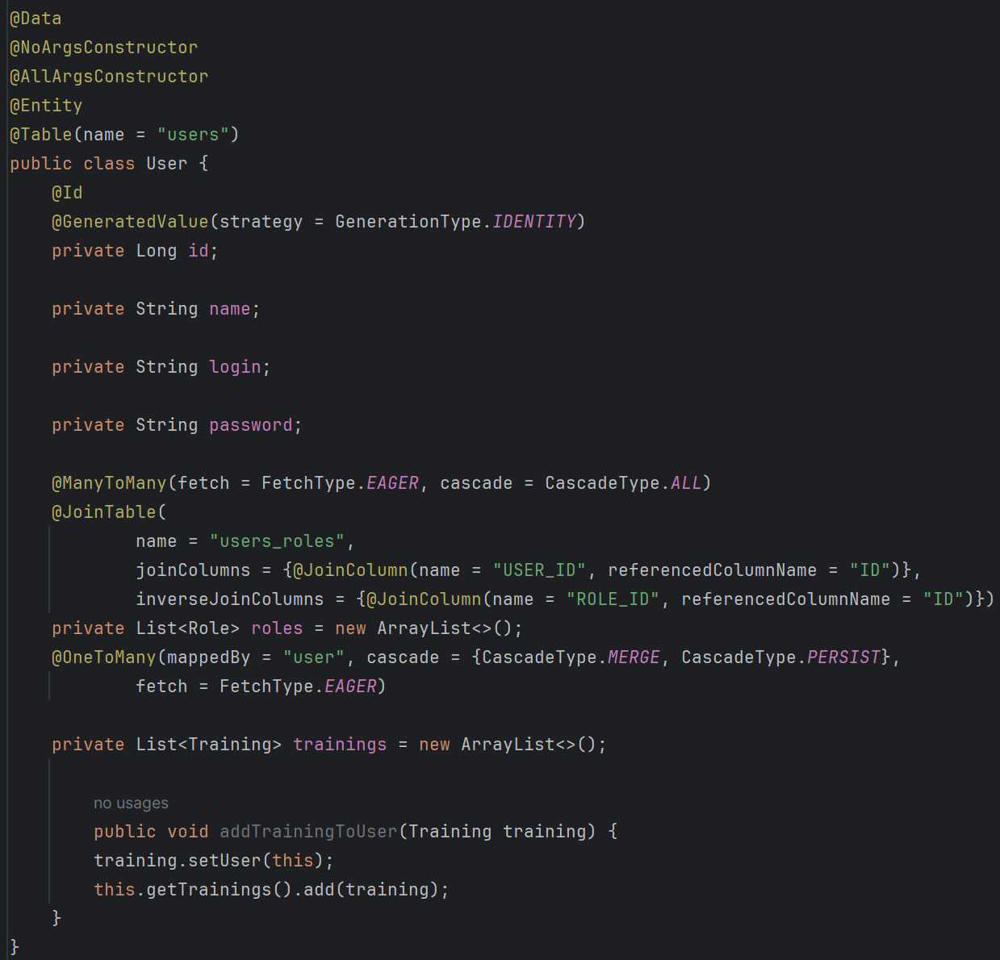 @Data
@NoArgsConstructor
@AllArgsConstructor
@Entity
@Table(name = "users")
public class User {
    @Id
    @GeneratedValue(strategy = GenerationType.IDENTITY)
    private Long id;

    private String name;

    private String login;

    private String password;

    @ManyToMany(fetch = FetchType.EAGER, cascade = CascadeType.ALL)
    @JoinTable(
            name = "users_roles",
            joinColumns = {@JoinColumn(name = "USER_ID", referencedColumnName = "ID")},
            inverseJoinColumns = {@JoinColumn(name = "ROLE_ID", referencedColumnName = "ID")})
    private List<Role> roles = new ArrayList<>();
    @OneToMany(mappedBy = "user", cascade = {CascadeType.MERGE, CascadeType.PERSIST},
            fetch = FetchType.EAGER)

    private List<Training> trainings = new ArrayList<>();

        no usages
        public void addTrainingToUser(Training training) {
        training.setUser(this);
        this.getTrainings().add(training);
    }
}